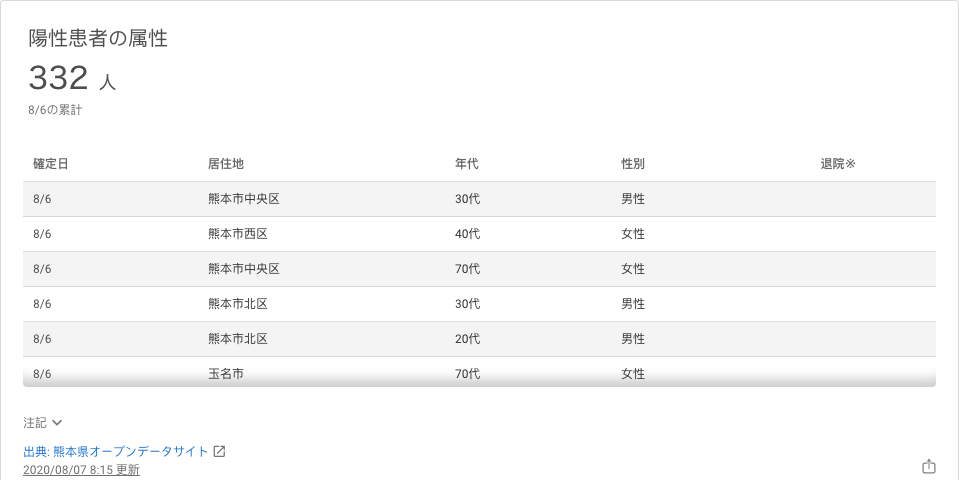 陽性患者の属性
332 人
8/6の累計
確定日 居住地 年代 性別 退院※
8/6 熊本市中央区 30代 男性
8/6 熊本市西区 40代 女性
8/6 熊本市中央区 70代 女性
8/6 熊本市北区 30代 男性
8/6 熊本市北区 20代 男性
8/6 玉名市 70代 女性
注記
出典: 熊本県オープンデータサイト
2020/08/07 8:15 更新